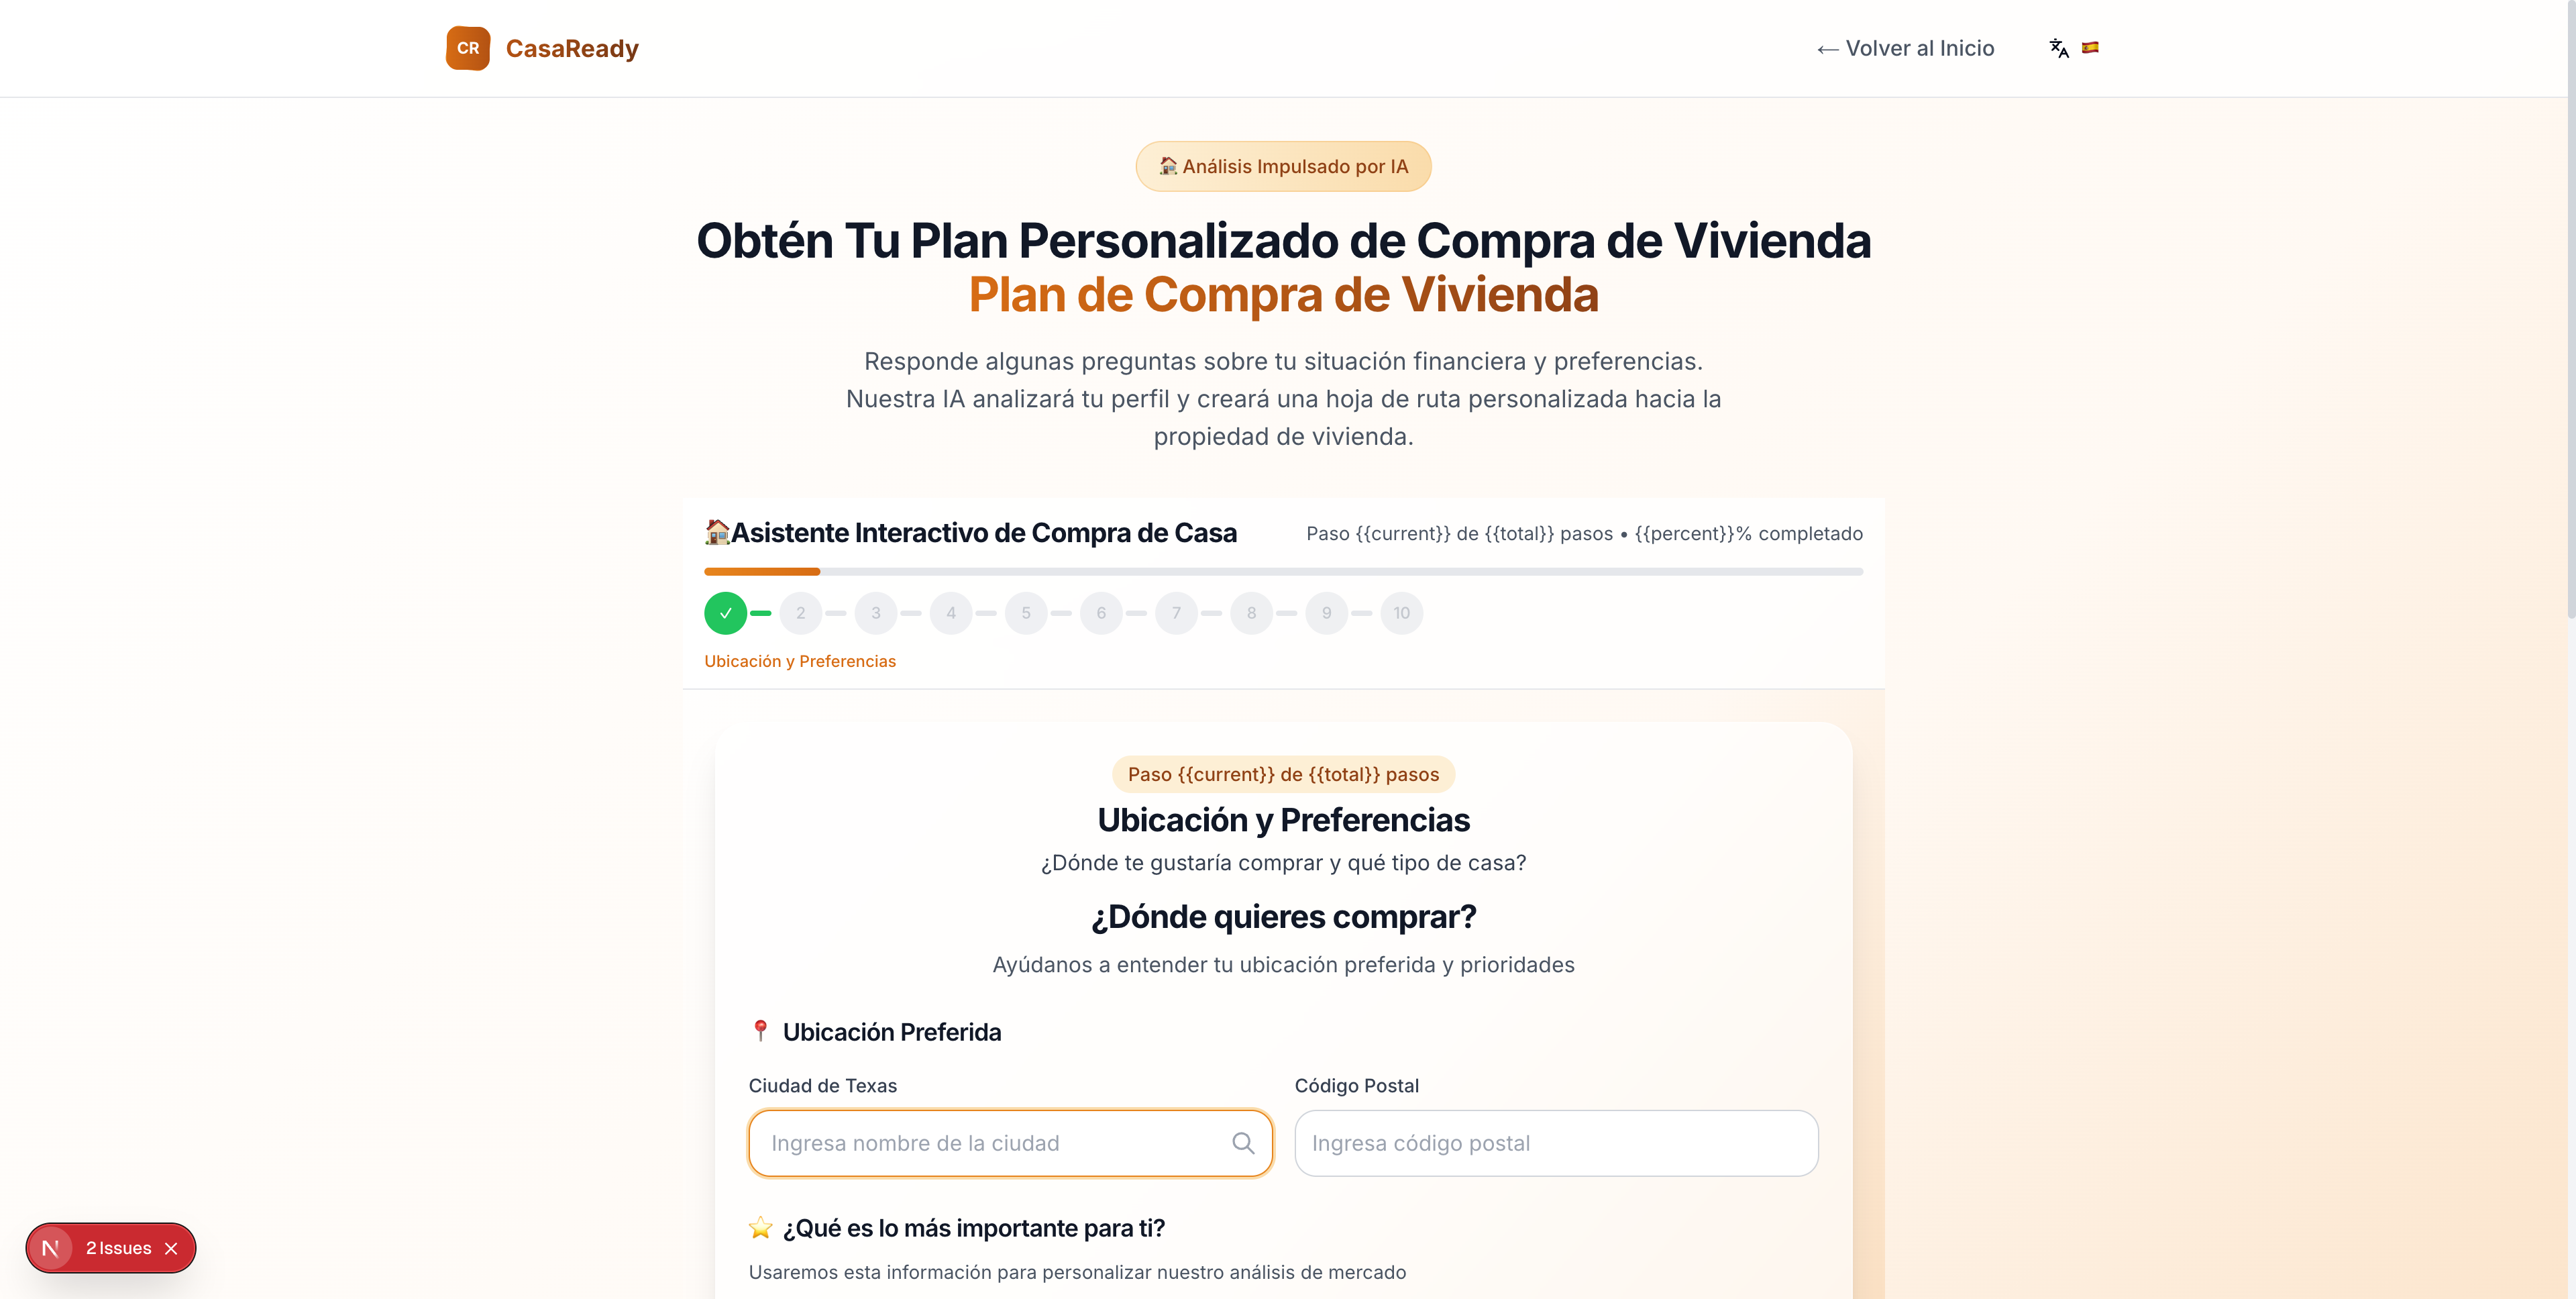 CR CasaReady
← Volver al Inicio
Análisis Impulsado por IA
Obtén Tu Plan Personalizado de Compra de Vivienda
Plan de Compra de Vivienda
Responde algunas preguntas sobre tu situación financiera y preferencias.
Nuestra IA analizará tu perfil y creará una hoja de ruta personalizada hacia la
propiedad de vivienda.
Asistente Interactivo de Compra de Casa
Paso {{current}} de {{total}} pasos • {{percent}}% completado
2 3 4 5 6 7 8 9 10
Ubicación y Preferencias
Paso {{current}} de {{total}} pasos
Ubicación y Preferencias
¿Dónde te gustaría comprar y qué tipo de casa?
¿Dónde quieres comprar?
Ayúdanos a entender tu ubicación preferida y prioridades
Ubicación Preferida
Ciudad de Texas
Código Postal
Ingresa nombre de la ciudad
Ingresa código postal
¿Qué es lo más importante para ti?
Usaremos esta información para personalizar nuestro análisis de mercado
N 2 Issues